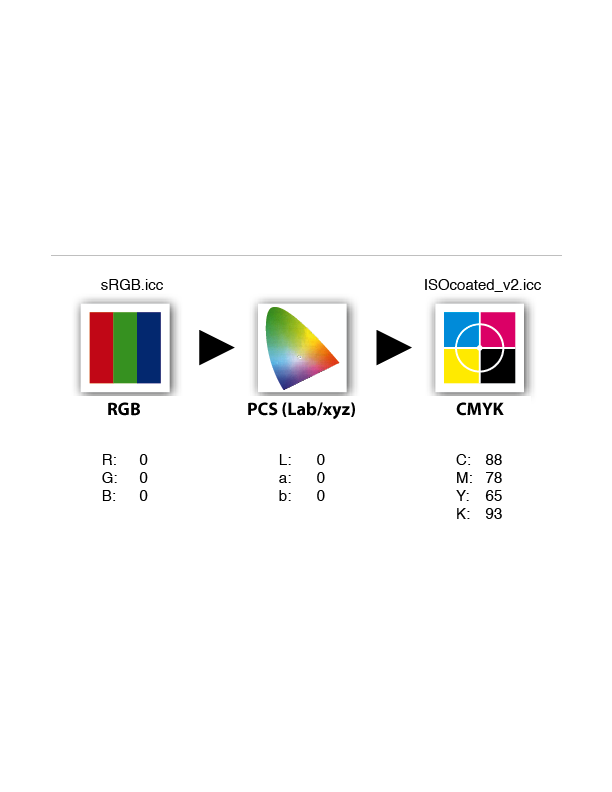 sRGB.icc
ISOcoated_v2.icc
RGB
PCS (Lab/xyz)
CMYK
R: 0
G: 0
B: 0
L: 0
a: 0
b: 0
C: 88
M: 78
Y: 65
K: 93